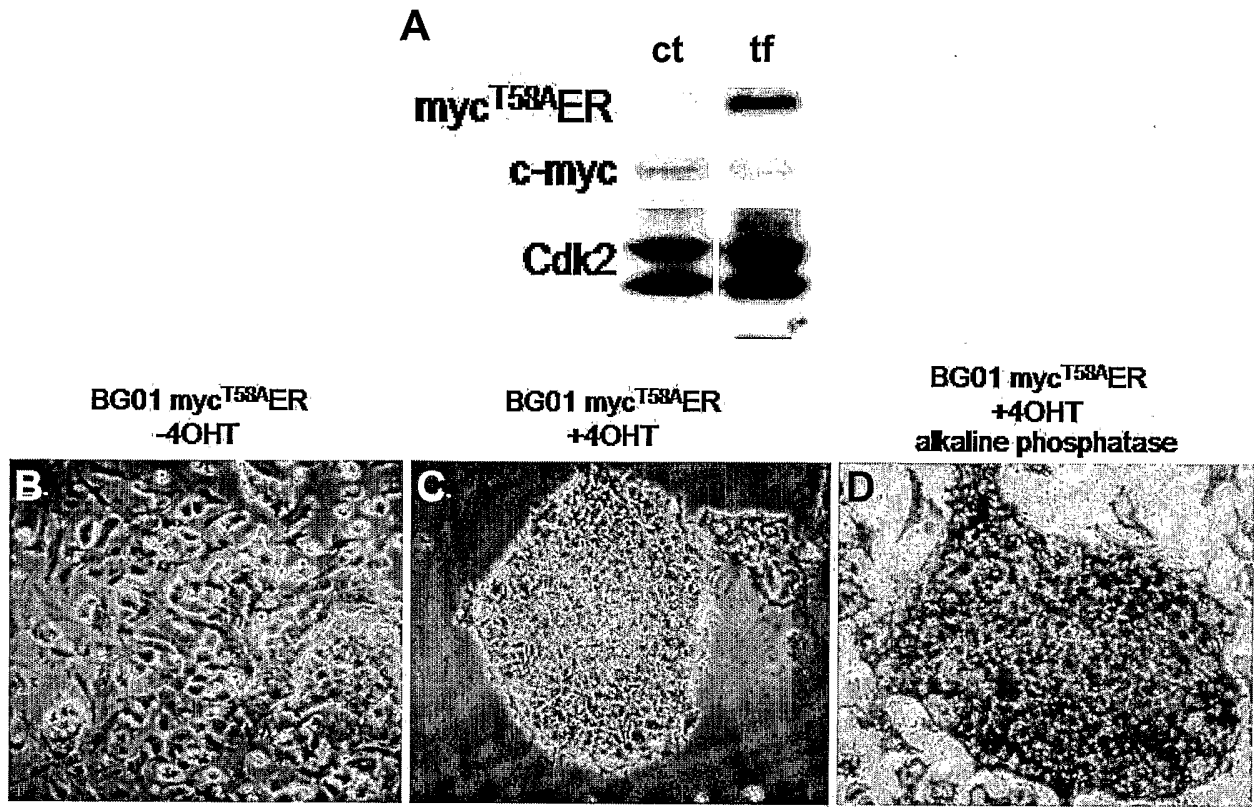 A
ct tf
myc^T58A ER
c-myc
Cdk2
BG01 myc^T58A ER
-4OHT
BG01 myc^T58A ER
+4OHT
BG01 myc^T58A ER
+4OHT
alkaline phosphatase
B.
C.
D